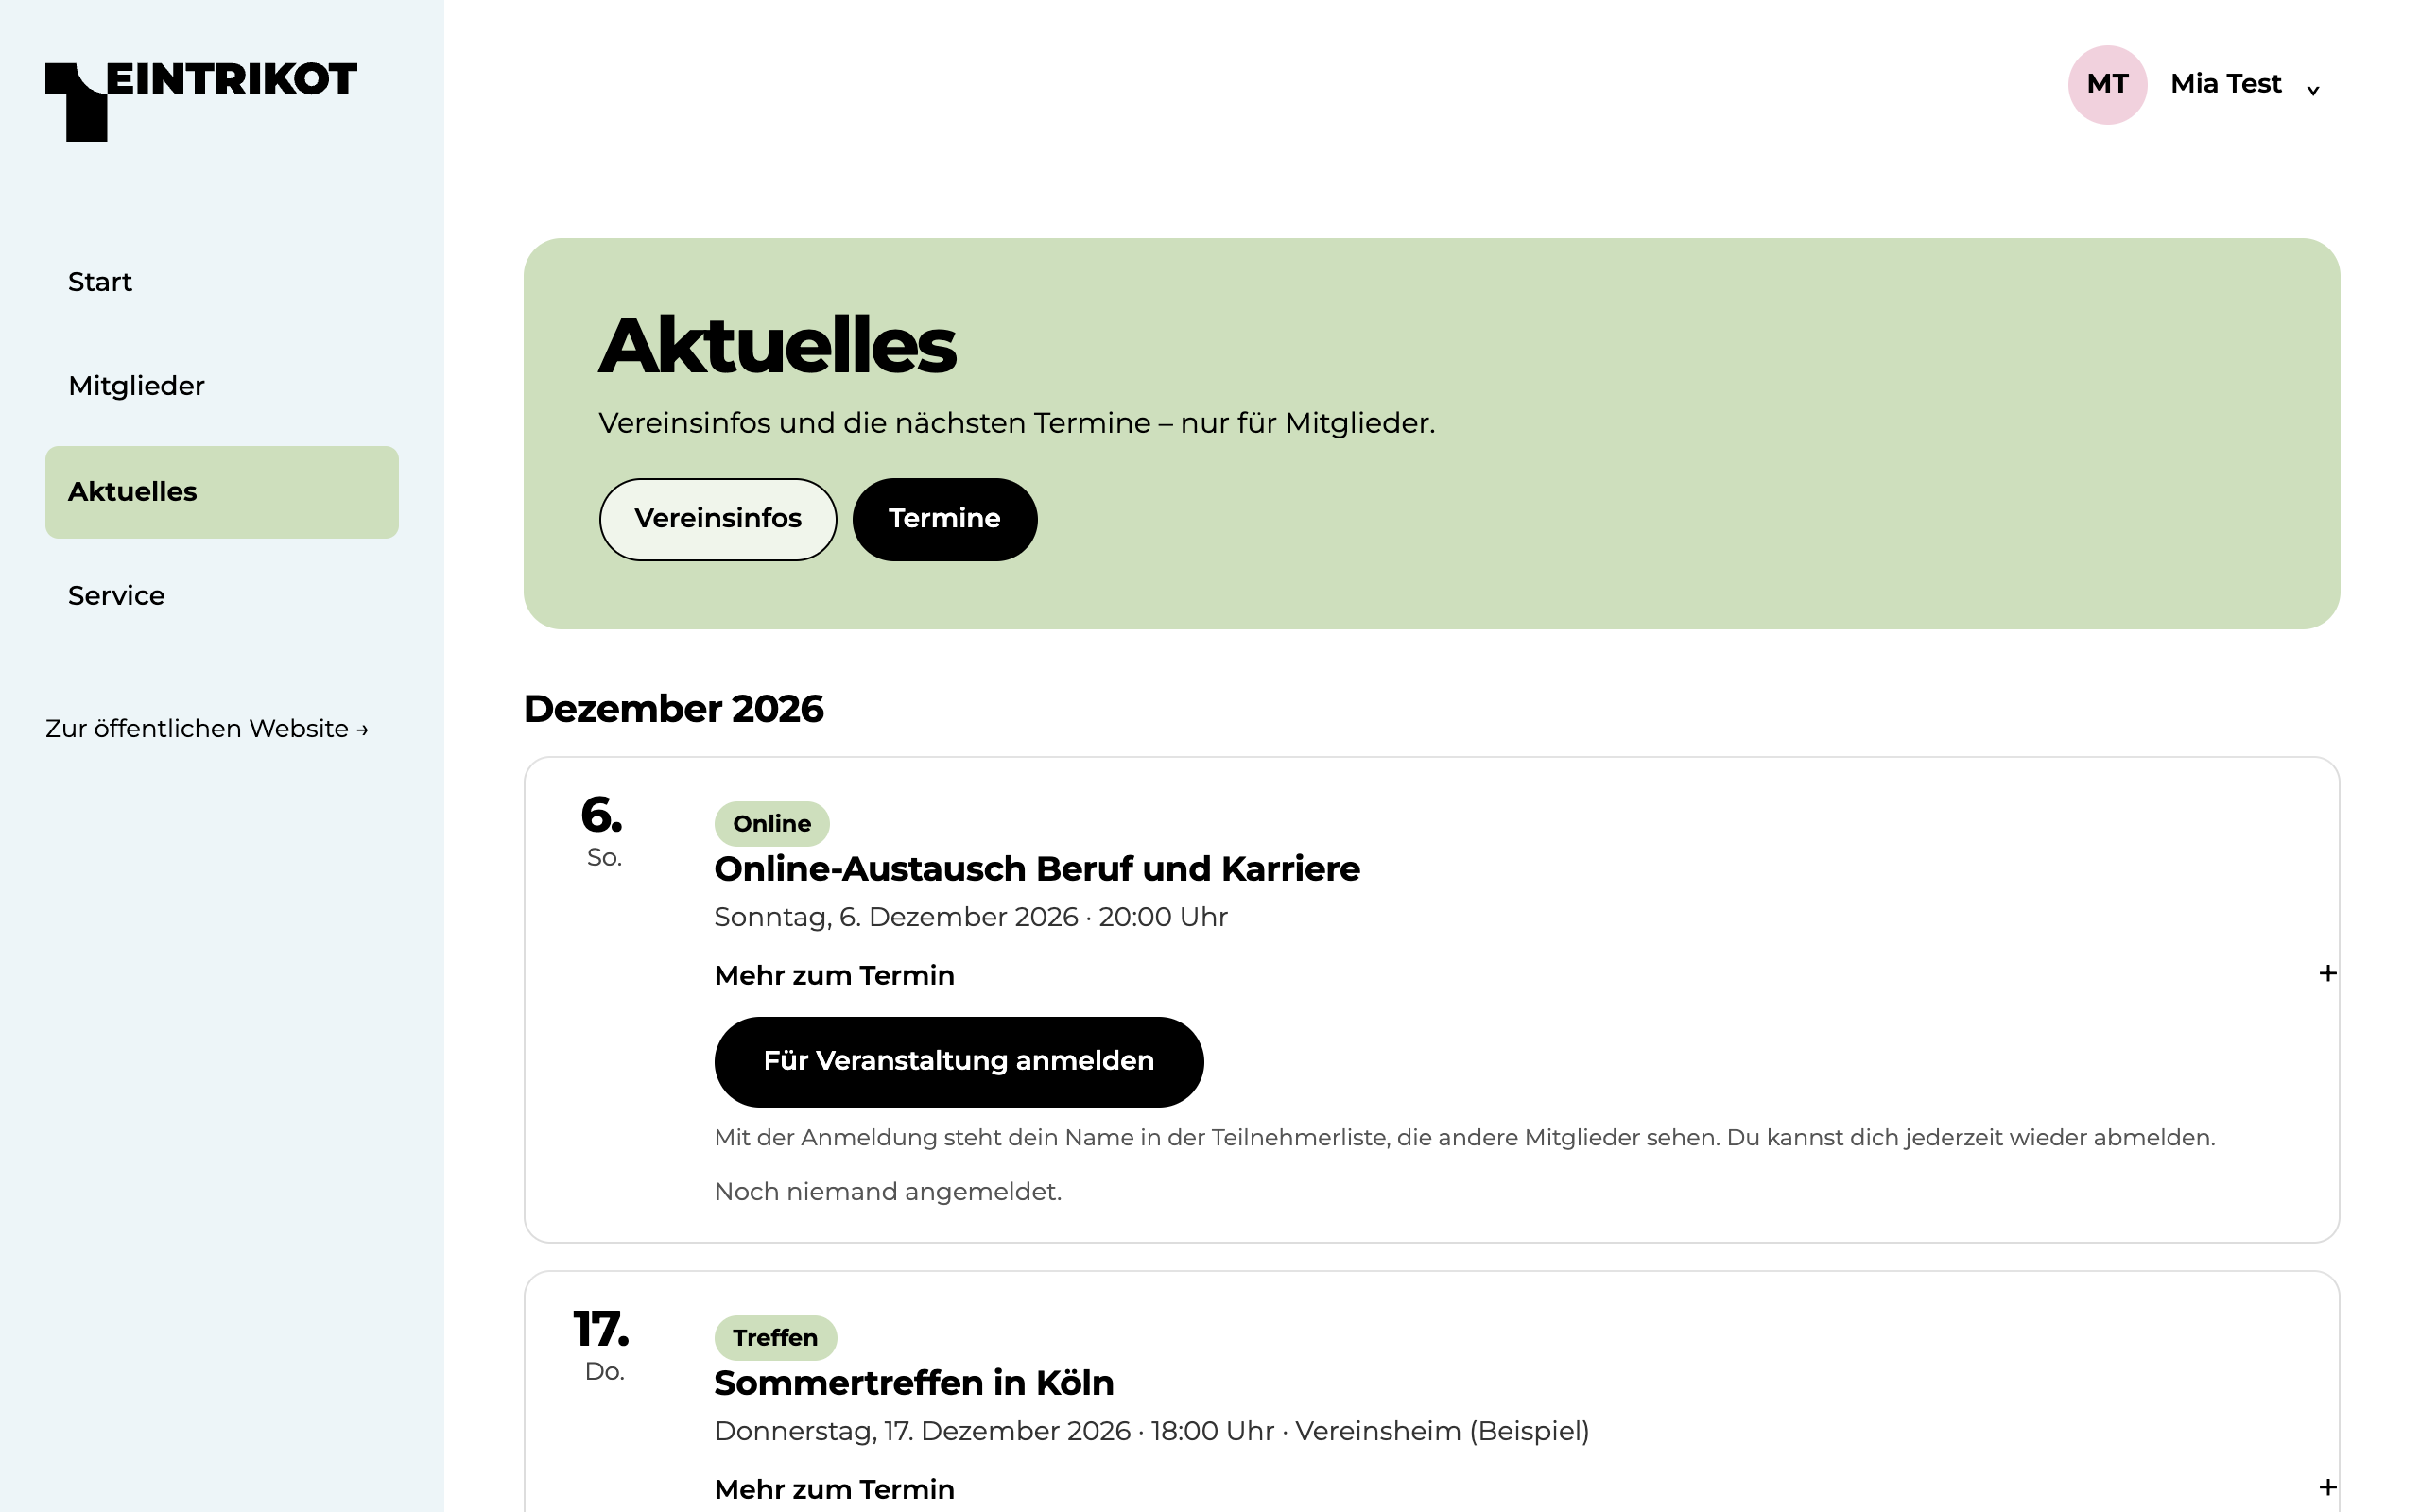 EINTRIKOT
MT Mia Test
Start
Mitglieder
Aktuelles
Service
Zur öffentlichen Website →
Aktuelles
Vereinsinfos und die nächsten Termine – nur für Mitglieder.
Vereinsinfos Termine
Dezember 2026
6.
So.
Online
Online-Austausch Beruf und Karriere
Sonntag, 6. Dezember 2026 · 20:00 Uhr
Mehr zum Termin +
Für Veranstaltung anmelden
Mit der Anmeldung steht dein Name in der Teilnehmerliste, die andere Mitglieder sehen. Du kannst dich jederzeit wieder abmelden.
Noch niemand angemeldet.
17.
Do.
Treffen
Sommertreffen in Köln
Donnerstag, 17. Dezember 2026 · 18:00 Uhr · Vereinsheim (Beispiel)
Mehr zum Termin +